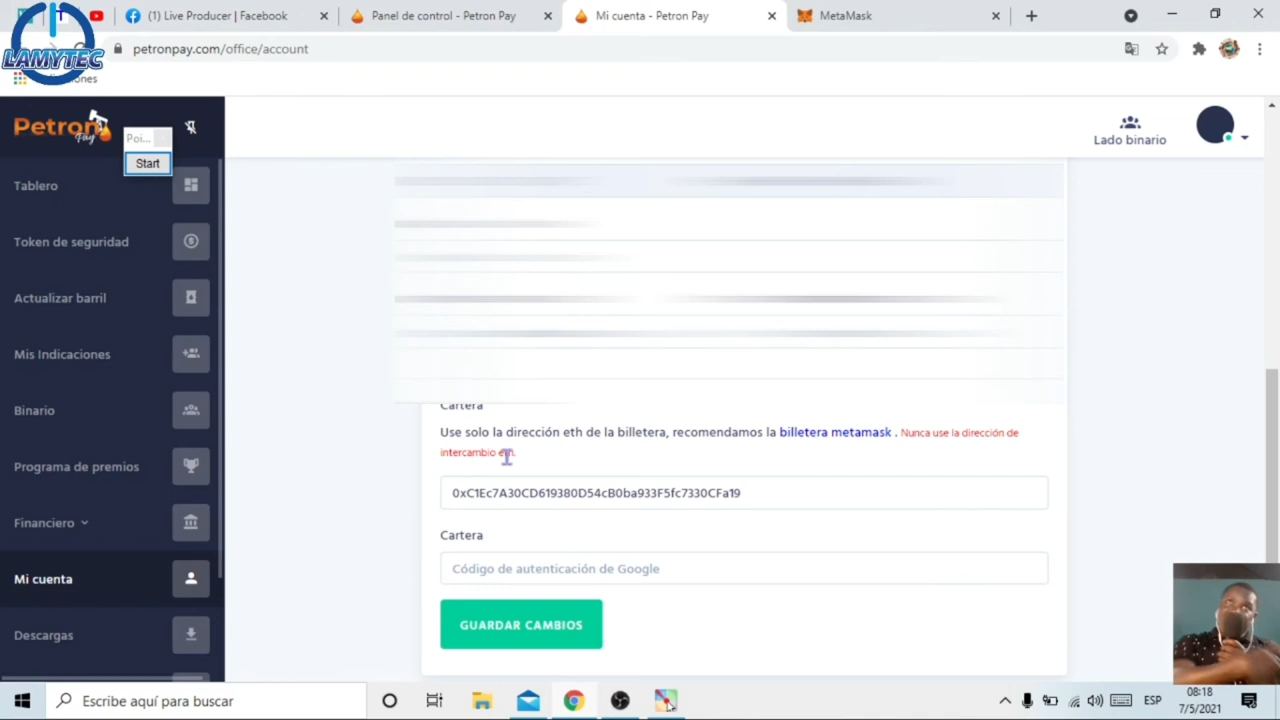 (1) Live Producer | Facebook
Panel de control - Petron Pay
Mi cuenta - Petron Pay
MetaMask
LAMYTEC
petronpay.com/office/account
Petron
Pay
Poi...
Start
Lado binario
Tablero
Token de seguridad
Actualizar barril
Mis Indicaciones
Binario
Programa de premios
Financiero
Mi cuenta
Descargas
Cartera
Use solo la dirección eth de la billetera, recomendamos la billetera metamask . Nunca use la dirección de
intercambio eth.
0xC1Ec7A30CD619380D54cB0ba933F5fc7330CFa19
Cartera
Código de autenticación de Google
GUARDAR CAMBIOS
Escribe aquí para buscar
ESP
08:18
7/5/2021